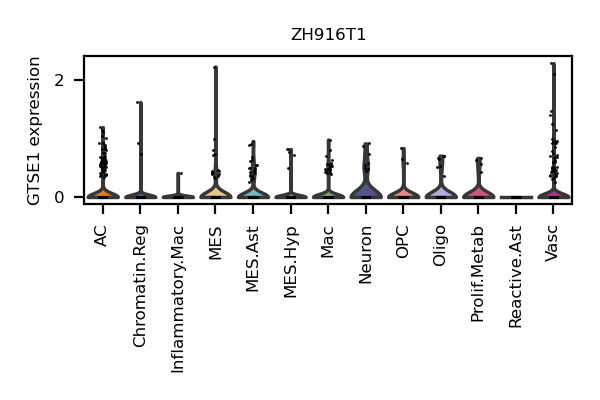 ZH916T1
GTSE1 expression
2
0
AC
Chromatin.Reg
Inflammatory.Mac
MES
MES.Ast
MES.Hyp
Mac
Neuron
OPC
Oligo
Prolif.Metab
Reactive.Ast
Vasc